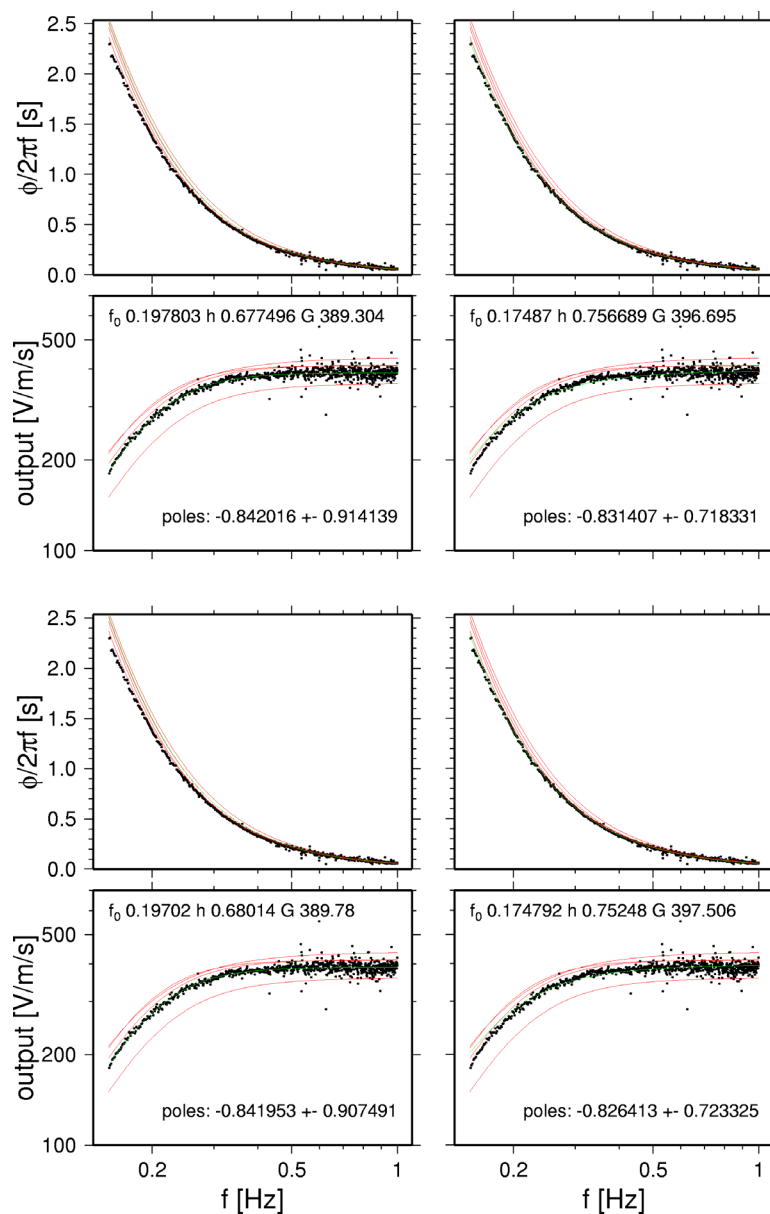 2.5
2.0
1.5
1.0
0.5
0.0
ϕ/2πf [s]
f₀ 0.197803 h 0.677496 G 389.304
f₀ 0.17487 h 0.756689 G 396.695
500
200
100
output [V/m/s]
poles: -0.842016 +- 0.914139
poles: -0.831407 +- 0.718331
2.5
2.0
1.5
1.0
0.5
0.0
ϕ/2πf [s]
f₀ 0.19702 h 0.68014 G 389.78
f₀ 0.174792 h 0.75248 G 397.506
500
200
100
output [V/m/s]
poles: -0.841953 +- 0.907491
poles: -0.826413 +- 0.723325
0.2 0.5 1
0.2 0.5 1
f [Hz]
f [Hz]